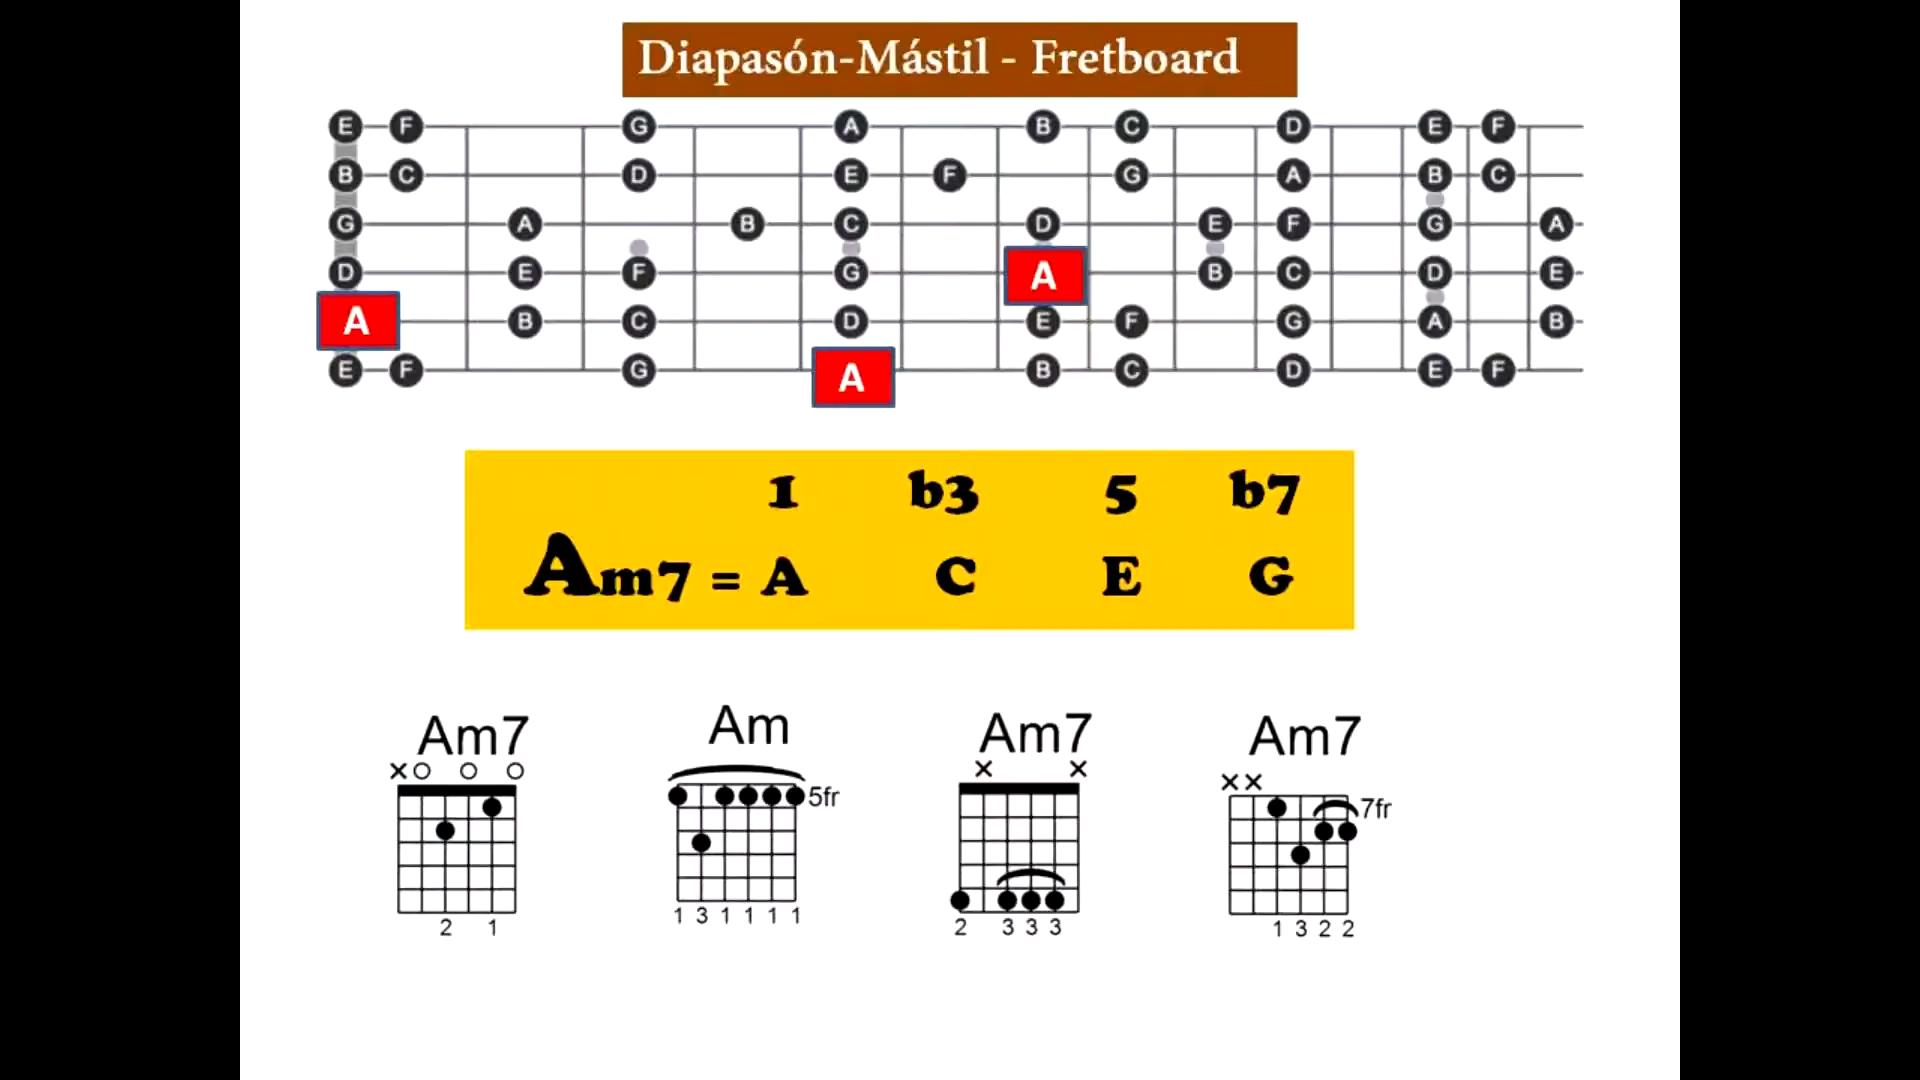 Diapasón-Mástil - Fretboard
E F G A B C D E F
B C D E F G A B C
G A B C D E F G A
D E F G A B C D E
A B C D E F G A B
E F G A B C D E F
1 b3 5 b7
Am7 = A C E G
Am7 Am Am7 Am7
×○ ○ ○ × × ××
5fr 7fr
2 1 1 3 1 1 1 1 2 3 3 3 1 3 2 2